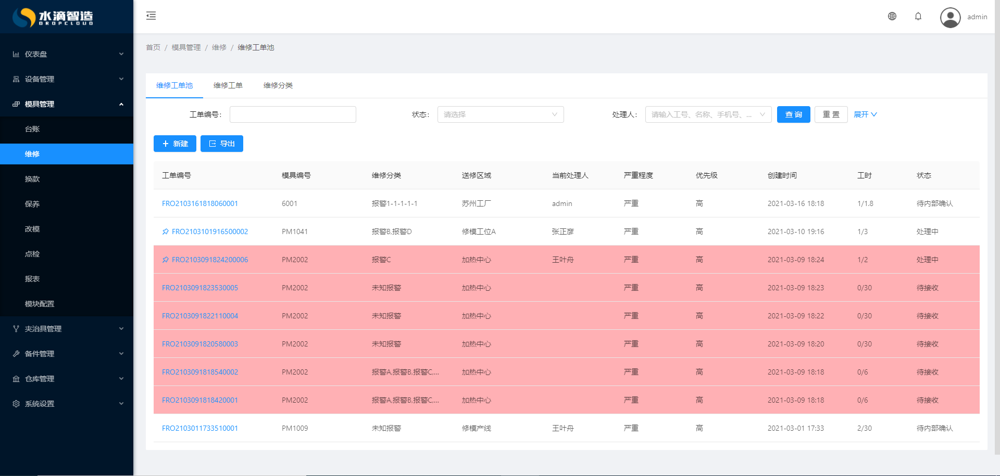 水滴智造
DROPCLOUD
admin
仪表盘
设备管理
模具管理
台账
维修
换款
保养
改模
点检
报表
模块配置
夹治具管理
备件管理
仓库管理
系统设置
首页 / 模具管理 / 维修 / 维修工单池
维修工单池 维修工单 维修分类
工单编号: 状态: 请选择 处理人: 请输入工号、名称、手机号、... 查 询 重 置 展开
新建 导出
工单编号 模具编号 维修分类 送修区域 当前处理人 严重程度 优先级 创建时间 工时 状态
FRO2103161818060001 6001 报警1-1-1-1-1 苏州工厂 admin 严重 高 2021-03-16 18:18 1/1.8 待内部确认
FRO2103101916500002 PM1041 报警B,报警D 修模工位A 张正彦 严重 高 2021-03-10 19:16 1/3 处理中
FRO2103091824200006 PM2002 报警C 加热中心 王叶舟 严重 高 2021-03-09 18:24 1/2 处理中
FRO2103091823530005 PM2002 未知报警 加热中心 严重 高 2021-03-09 18:23 0/30 待接收
FRO2103091822110004 PM2002 未知报警 加热中心 严重 高 2021-03-09 18:22 0/30 待接收
FRO2103091820580003 PM2002 未知报警 加热中心 严重 高 2021-03-09 18:20 0/30 待接收
FRO2103091818540002 PM2002 报警A,报警B,报警C,... 加热中心 严重 高 2021-03-09 18:18 0/6 待接收
FRO2103091818420001 PM2002 报警A,报警B,报警C,... 加热中心 严重 高 2021-03-09 18:18 0/6 待接收
FRO2103011733510001 PM1009 未知报警 修模产线 王叶舟 严重 高 2021-03-01 17:33 2/30 待内部确认